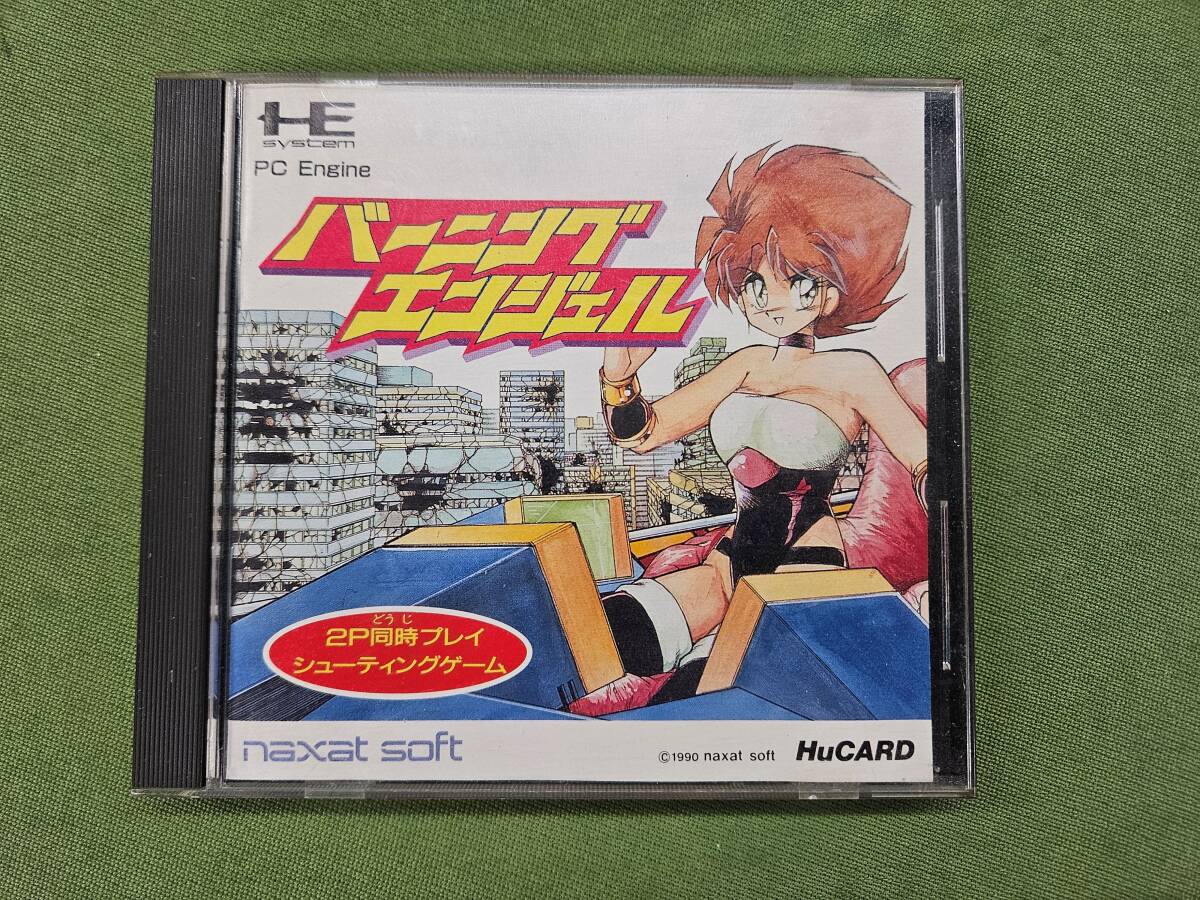 HE
system
PC Engine
バーニング
エンジェル
どうじ
2P同時プレイ
シューティングゲーム
naxat soft
©1990 naxat soft
HuCARD